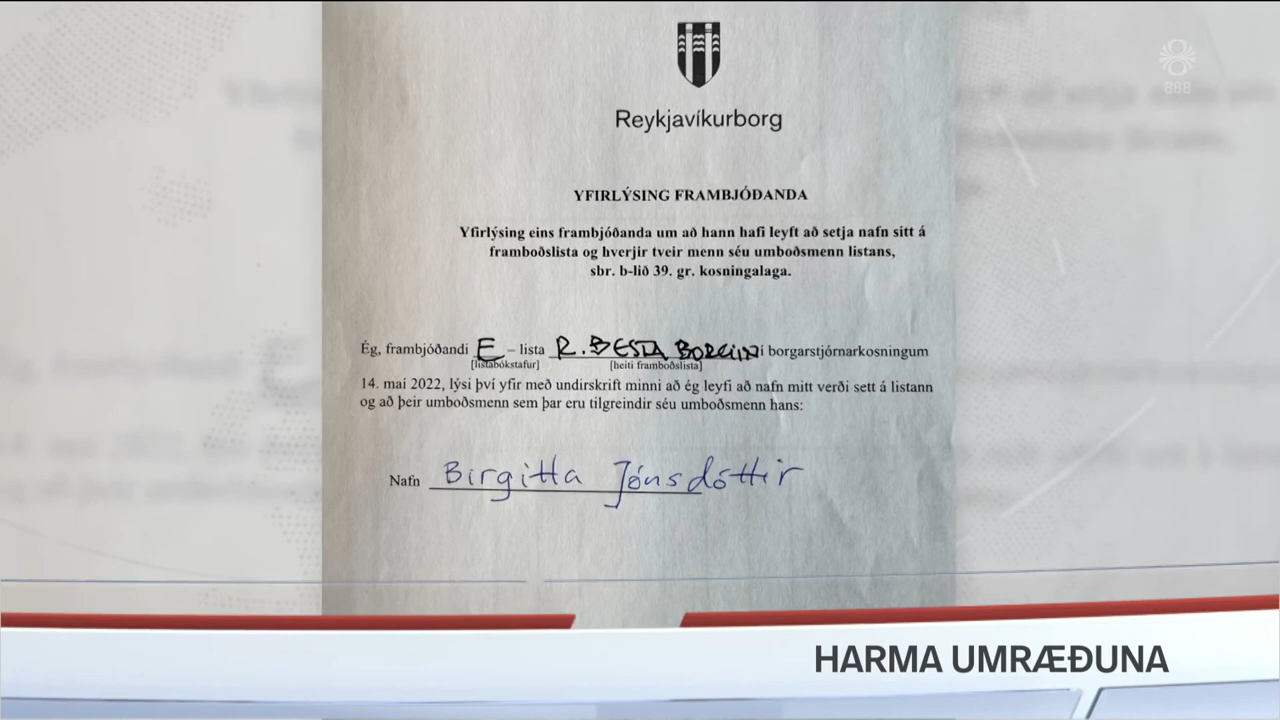 888
Reykjavíkurborg
YFIRLÝSING FRAMBJÓÐANDA
Yfirlýsing eins frambjóðanda um að hann hafi leyft að setja nafn sitt á
framboðslista og hverjir tveir menn séu umboðsmenn listans,
sbr. b-lið 39. gr. kosningalaga.
Ég, frambjóðandi E – lista R. BESTA BORGIN í borgarstjórnarkosningum
[listabókstafur] [heiti framboðslista]
14. maí 2022, lýsi því yfir með undirskrift minni að ég leyfi að nafn mitt verði sett á listann
og að þeir umboðsmenn sem þar eru tilgreindir séu umboðsmenn hans:
Nafn Birgitta Jónsdóttir
HARMA UMRÆÐUNA